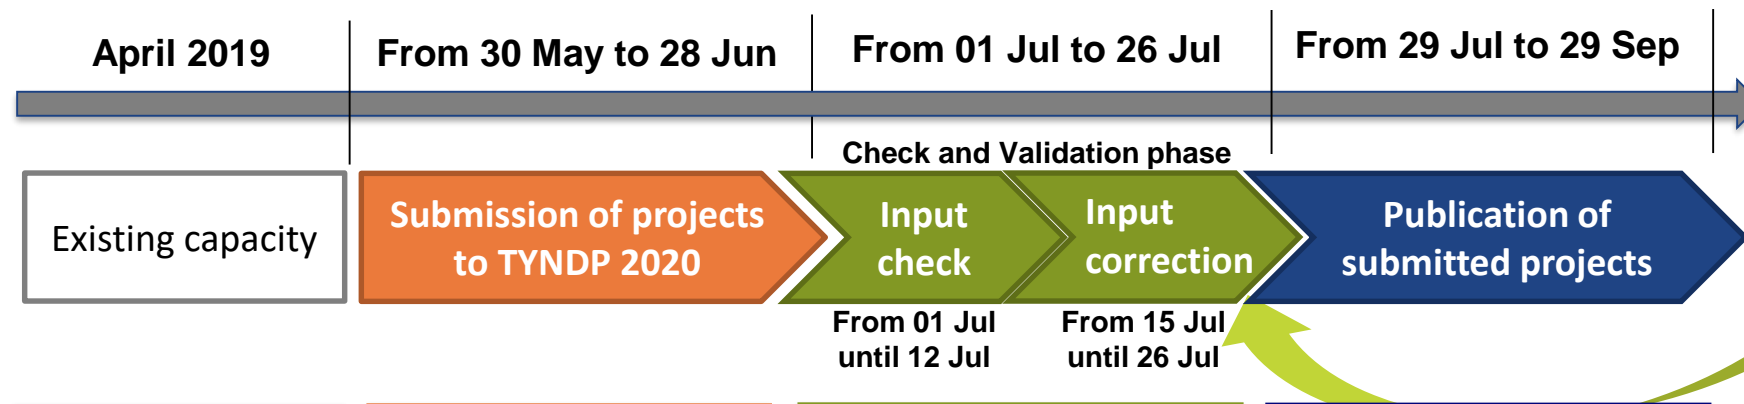 April 2019
From 30 May to 28 Jun
From 01 Jul to 26 Jul
From 29 Jul to 29 Sep
Check and Validation phase
Existing capacity
Submission of projects
to TYNDP 2020
Input
check
Input
correction
Publication of
submitted projects
From 01 Jul
until 12 Jul
From 15 Jul
until 26 Jul